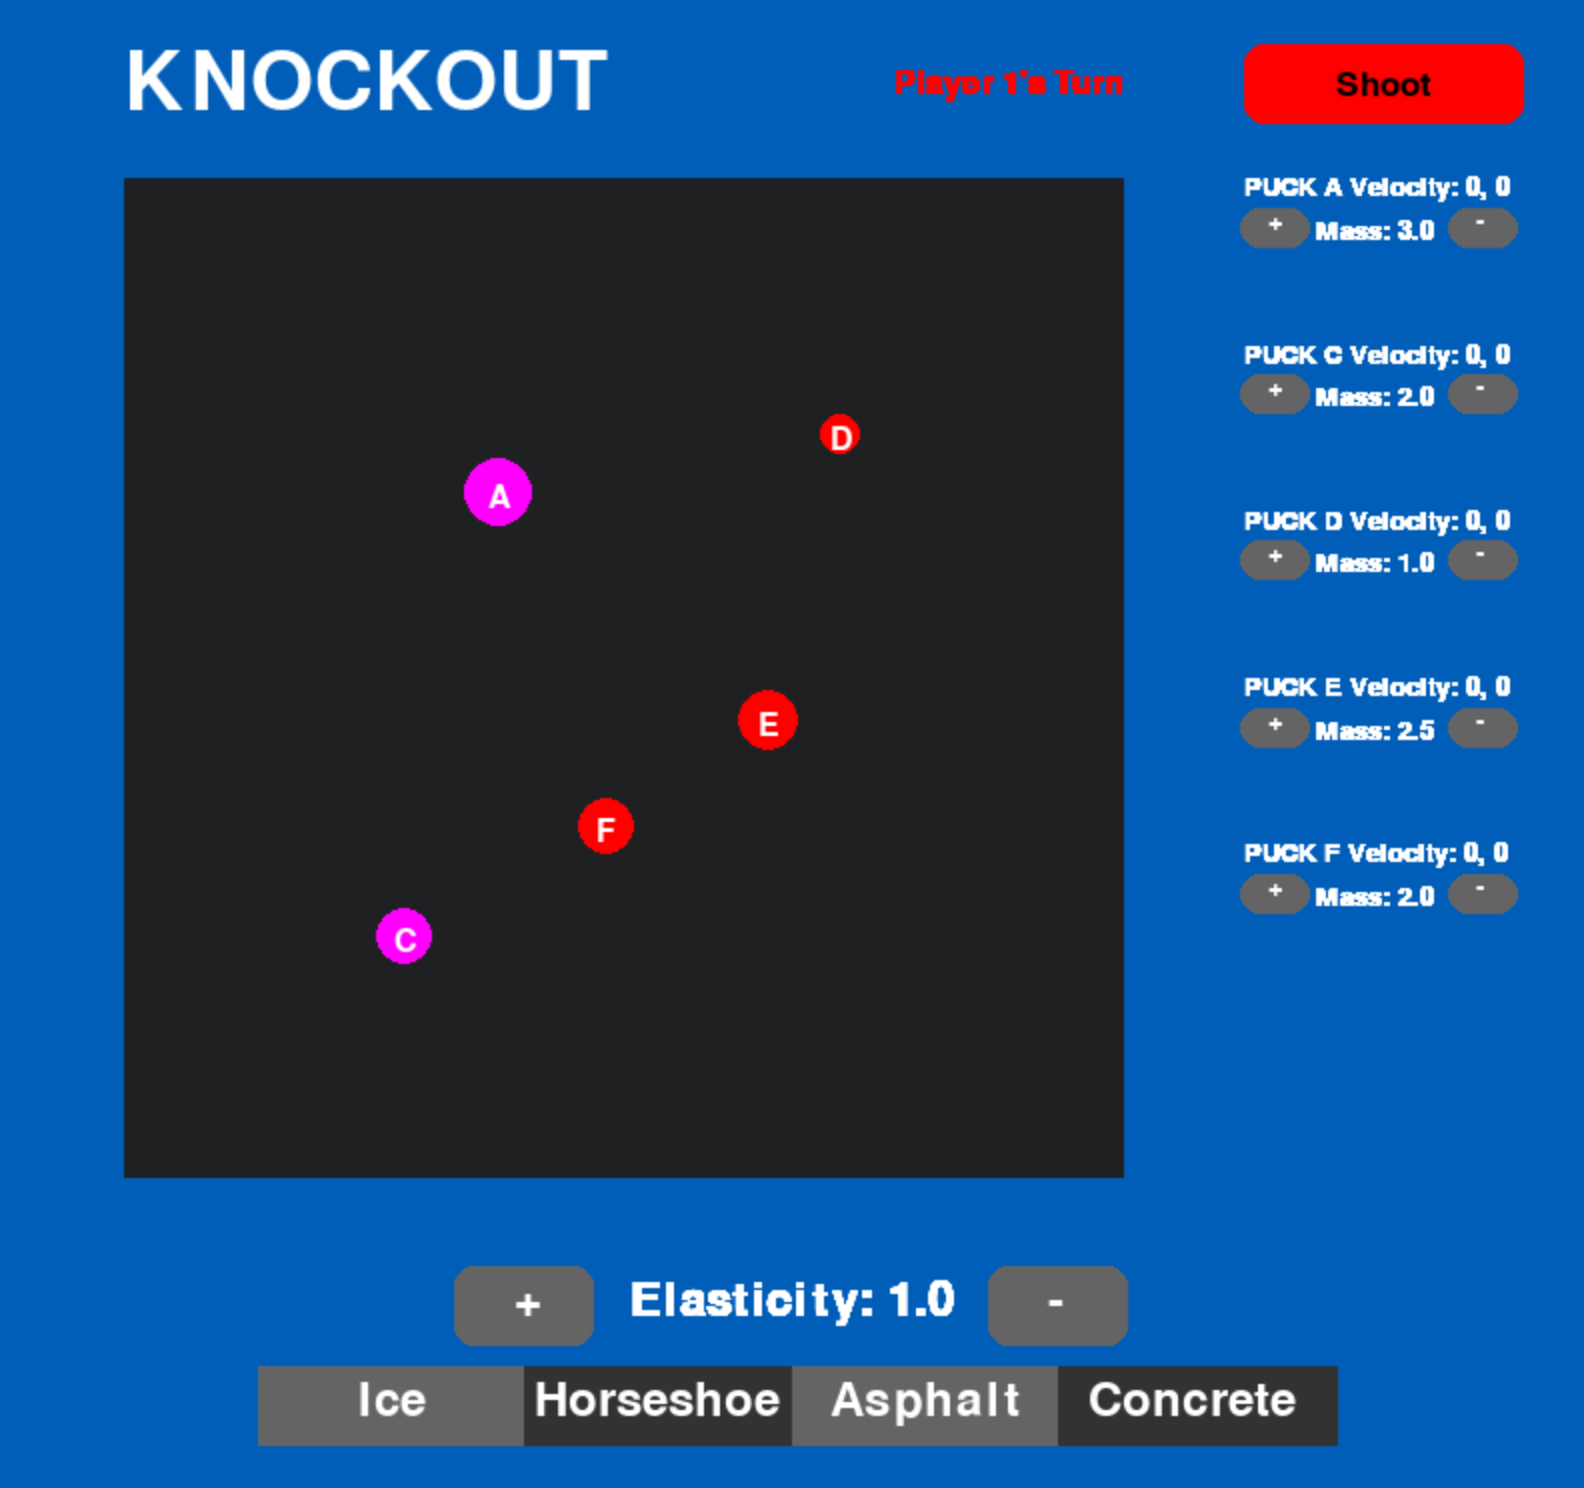 KNOCKOUT
Player 1's Turn
Shoot
PUCK A Velocity: 0, 0
+ Mass: 3.0 -
PUCK C Velocity: 0, 0
+ Mass: 2.0 -
D
A
PUCK D Velocity: 0, 0
+ Mass: 1.0 -
E
PUCK E Velocity: 0, 0
+ Mass: 2.5 -
F
PUCK F Velocity: 0, 0
+ Mass: 2.0 -
C
+ Elasticity: 1.0 -
Ice Horseshoe Asphalt Concrete